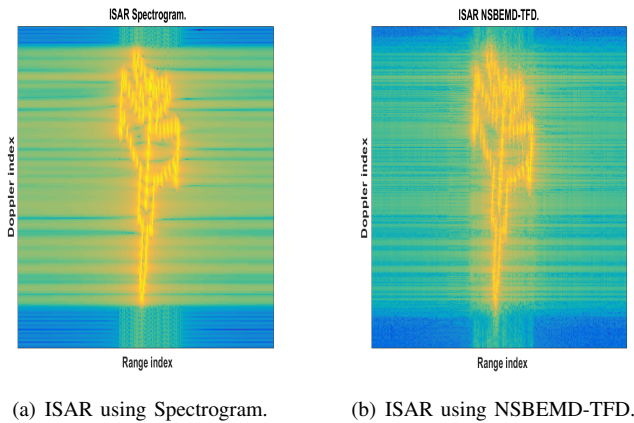 ISAR Spectrogram.
Doppler index
Range index
(a) ISAR using Spectrogram.
ISAR NSBEMD-TFD.
Doppler index
Range index
(b) ISAR using NSBEMD-TFD.